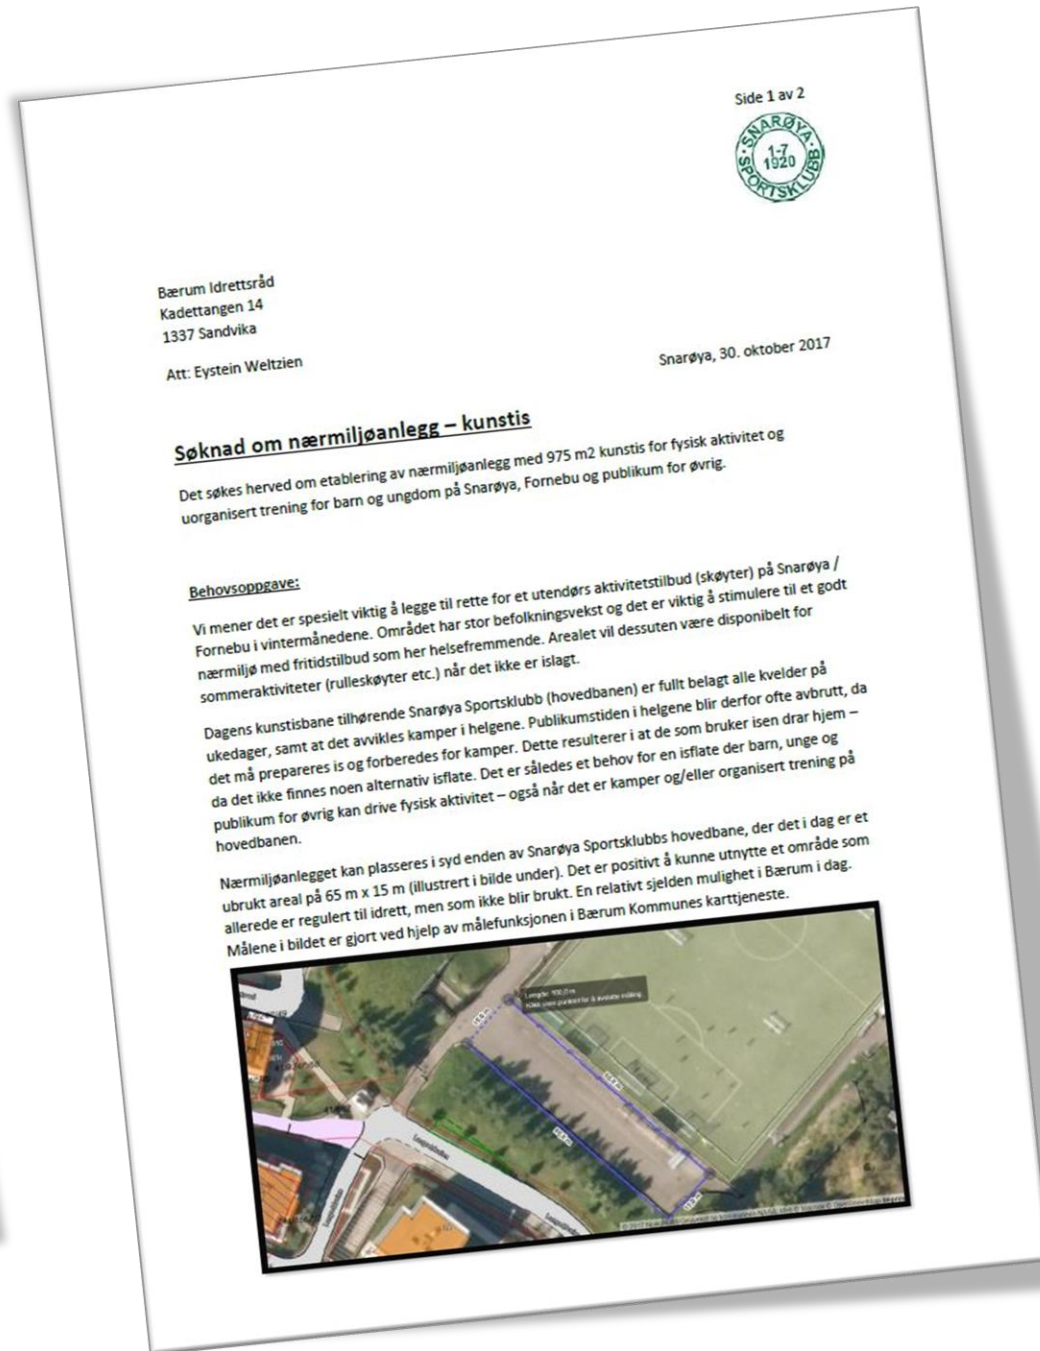 Side 1 av 2
SNARØYA
1-7
1920
SPORTSKLUBB
Bærum Idrettsråd
Kadettangen 14
1337 Sandvika
Att: Eystein Weltzien
Snarøya, 30. oktober 2017
Søknad om nærmiljøanlegg – kunstis
Det søkes herved om etablering av nærmiljøanlegg med 975 m2 kunstis for fysisk aktivitet og
uorganisert trening for barn og ungdom på Snarøya, Fornebu og publikum for øvrig.
Behovsoppgave:
Vi mener det er spesielt viktig å legge til rette for et utendørs aktivitetstilbud (skøyter) på Snarøya /
Fornebu i vintermånedene. Området har stor befolkningsvekst og det er viktig å stimulere til et godt
nærmiljø med fritidstilbud som her helsefremmende. Arealet vil dessuten være disponibelt for
sommeraktiviteter (rulleskøyter etc.) når det ikke er islagt.
Dagens kunstisbane tilhørende Snarøya Sportsklubb (hovedbanen) er fullt belagt alle kvelder på
ukedager, samt at det avvikles kamper i helgene. Publikumstiden i helgene blir derfor ofte avbrutt, da
det må prepareres is og forberedes for kamper. Dette resulterer i at de som bruker isen drar hjem –
da det ikke finnes noen alternativ isflate. Det er således et behov for en isflate der barn, unge og
publikum for øvrig kan drive fysisk aktivitet – også når det er kamper og/eller organisert trening på
hovedbanen.
Nærmiljøanlegget kan plasseres i syd enden av Snarøya Sportsklubbs hovedbane, der det i dag er et
ubrukt areal på 65 m x 15 m (illustrert i bilde under). Det er positivt å kunne utnytte et område som
allerede er regulert til idrett, men som ikke blir brukt. En relativt sjelden mulighet i Bærum i dag.
Målene i bildet er gjort ved hjelp av målefunksjonen i Bærum Kommunes karttjeneste.